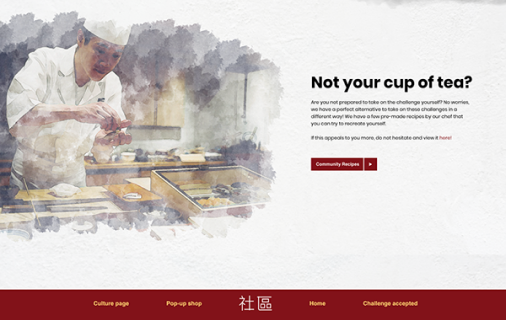 Not your cup of tea?
Are you not prepared to take on the challenge yourself? No worries,
we have a perfect alternative to take on these challenges in a
different way! We have a few pre-made recipes by our chef that
you can try to recreate yourself.
If this appeals to you more, do not hesitate and view it here!
Community Recipes
Culture page
Pop-up shop
社區
Home
Challenge accepted